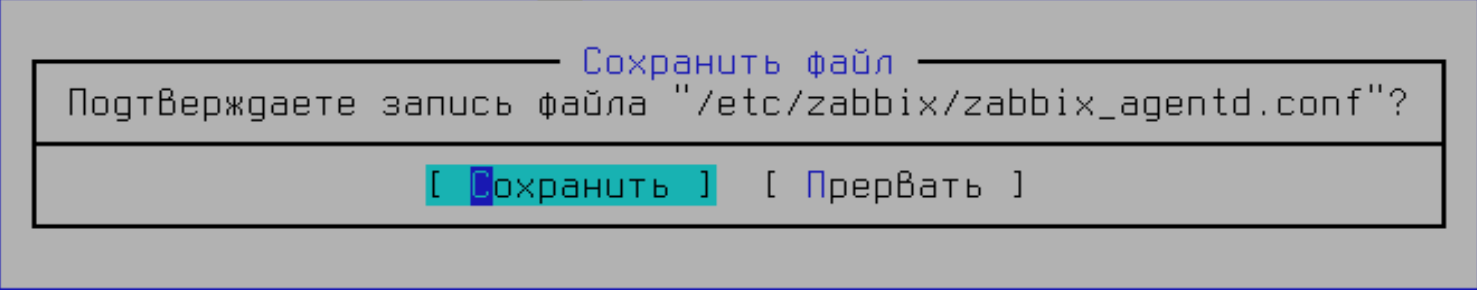 Сохранить файл
Подтверждаете запись файла "/etc/zabbix/zabbix_agentd.conf"?
[ Сохранить ] [ Прервать ]